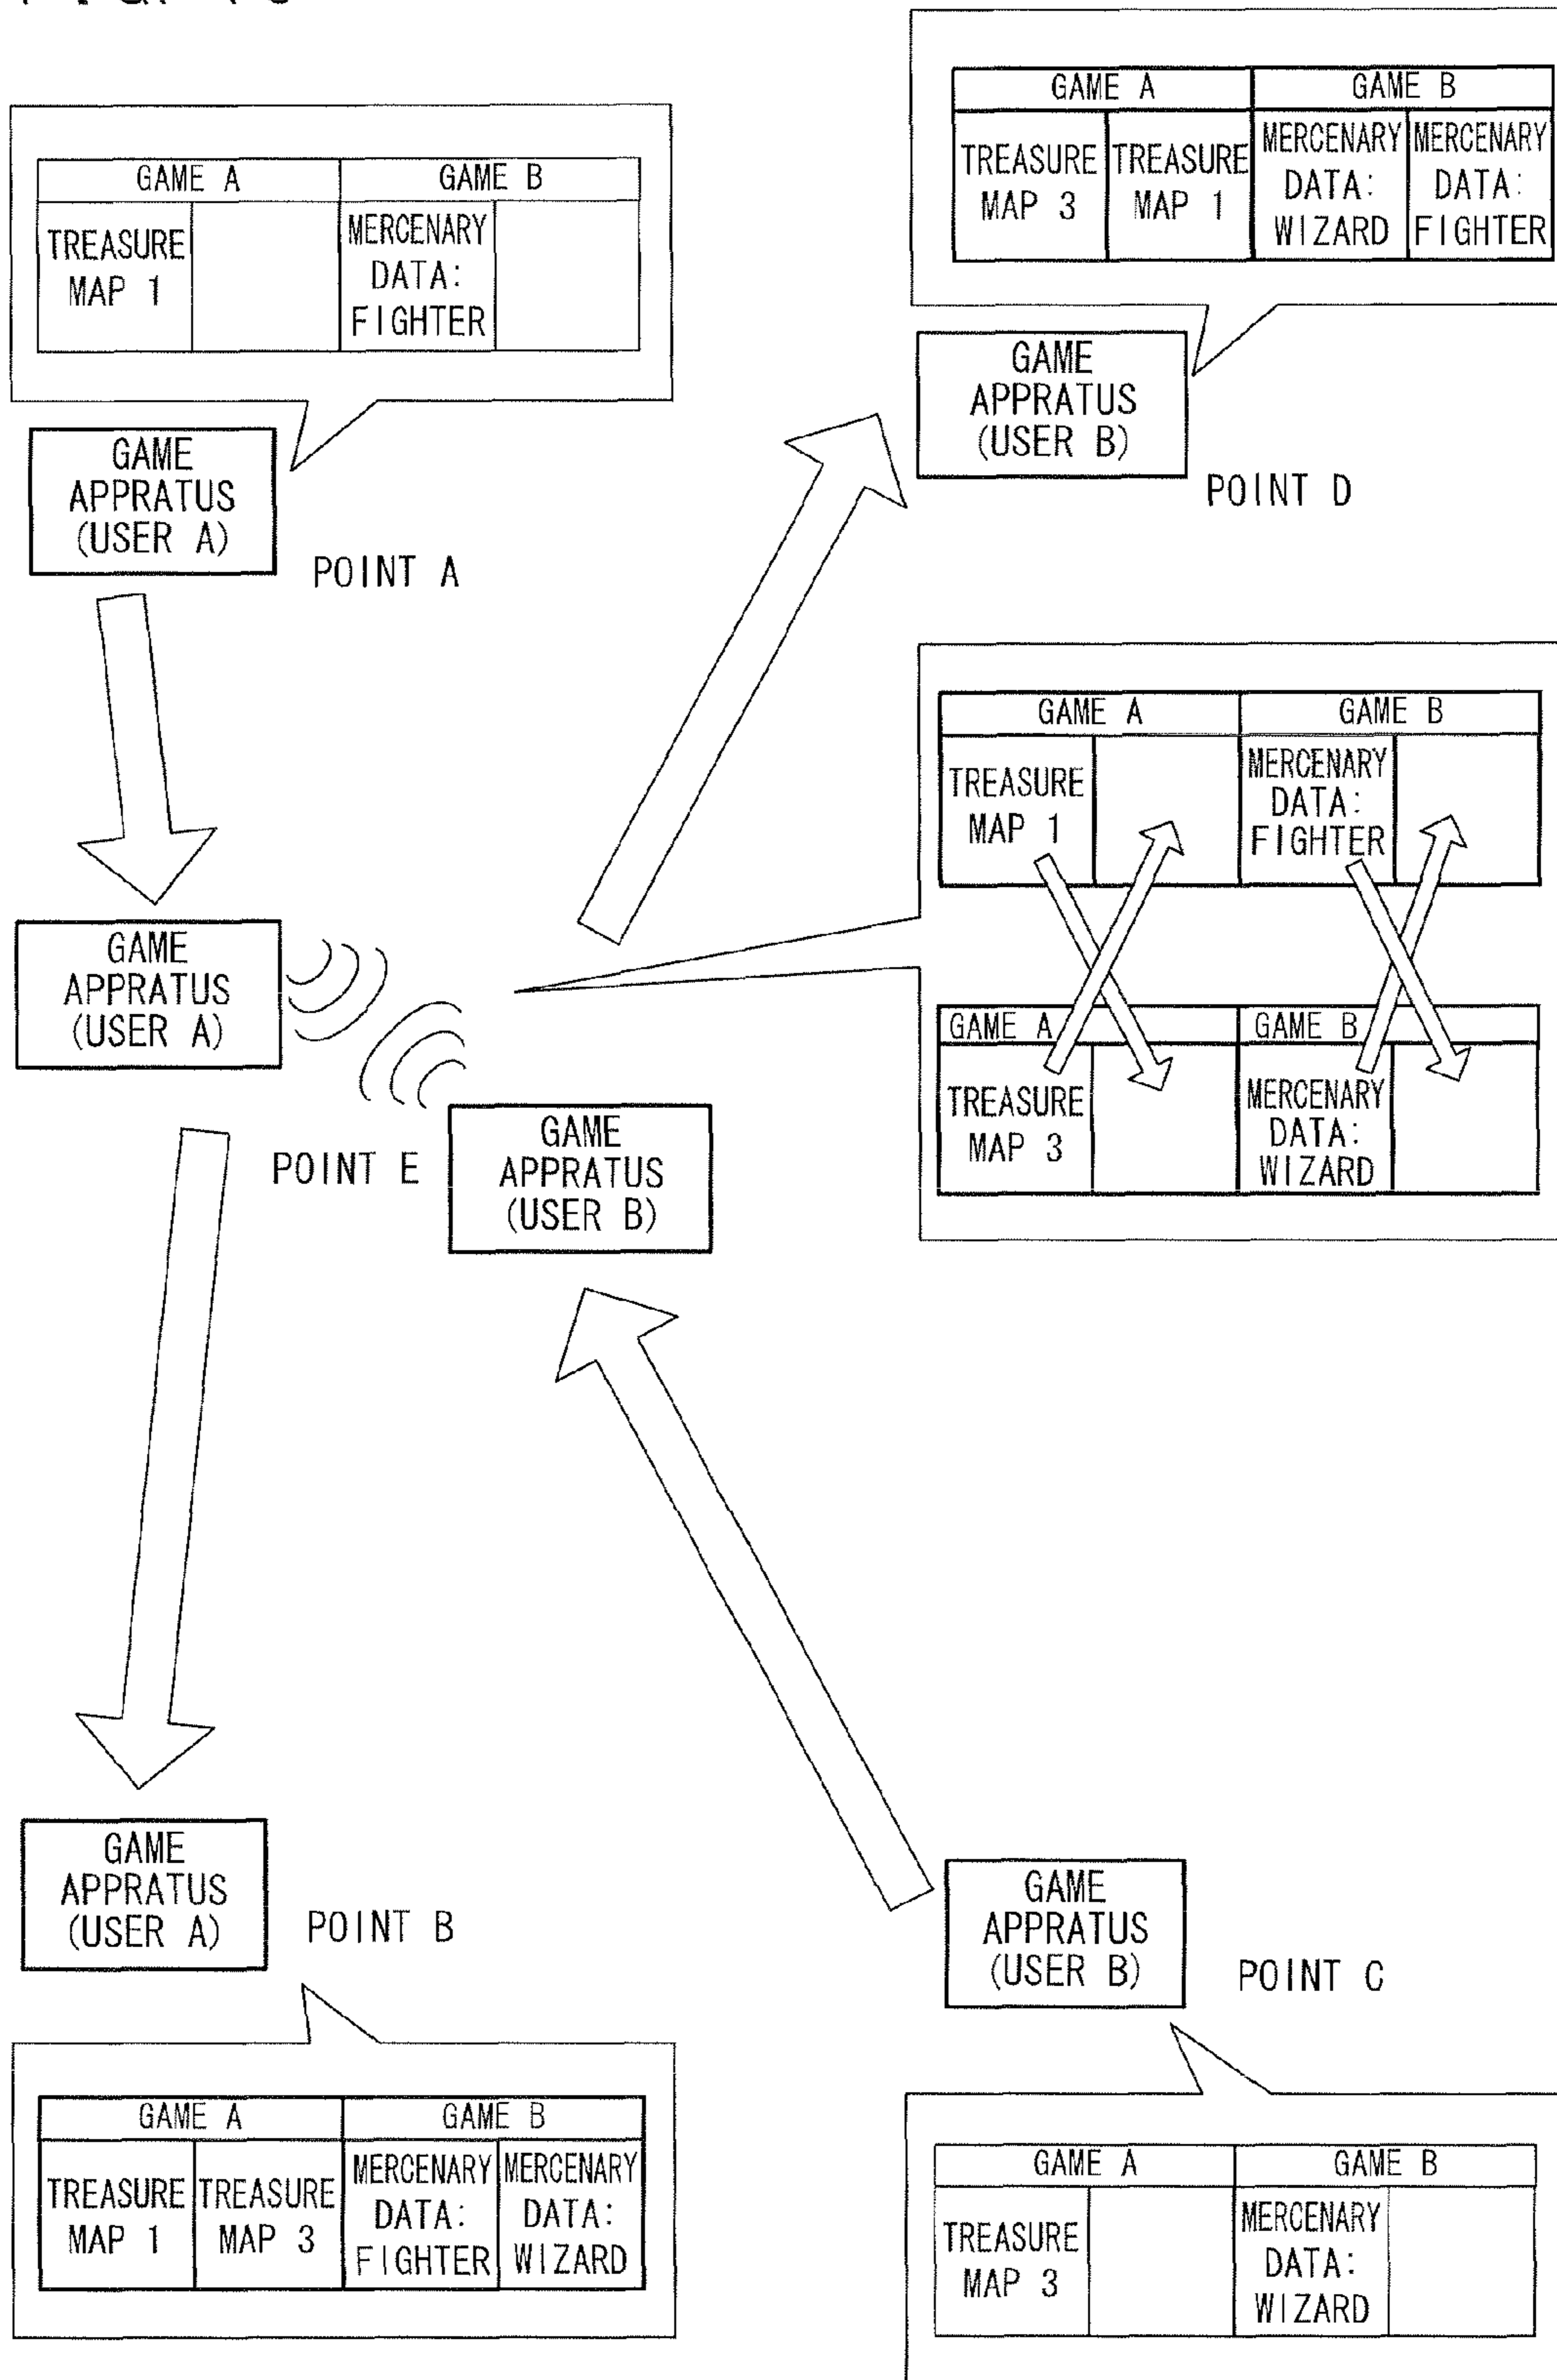 GAME A GAME B
TREASURE
MAP 1
MERCENARY
DATA:
FIGHTER
GAME
APPRATUS
(USER A)
POINT A
GAME A GAME B
TREASURE
MAP 3
TREASURE
MAP 1
MERCENARY
DATA:
WIZARD
MERCENARY
DATA:
FIGHTER
GAME
APPRATUS
(USER B)
POINT D
GAME
APPRATUS
(USER A)
POINT E
GAME
APPRATUS
(USER B)
GAME A GAME B
TREASURE
MAP 1
MERCENARY
DATA:
FIGHTER
GAME A GAME B
TREASURE
MAP 3
MERCENARY
DATA:
WIZARD
GAME
APPRATUS
(USER A)
POINT B
GAME A GAME B
TREASURE
MAP 1
TREASURE
MAP 3
MERCENARY
DATA:
FIGHTER
MERCENARY
DATA:
WIZARD
GAME
APPRATUS
(USER B)
POINT C
GAME A GAME B
TREASURE
MAP 3
MERCENARY
DATA:
WIZARD